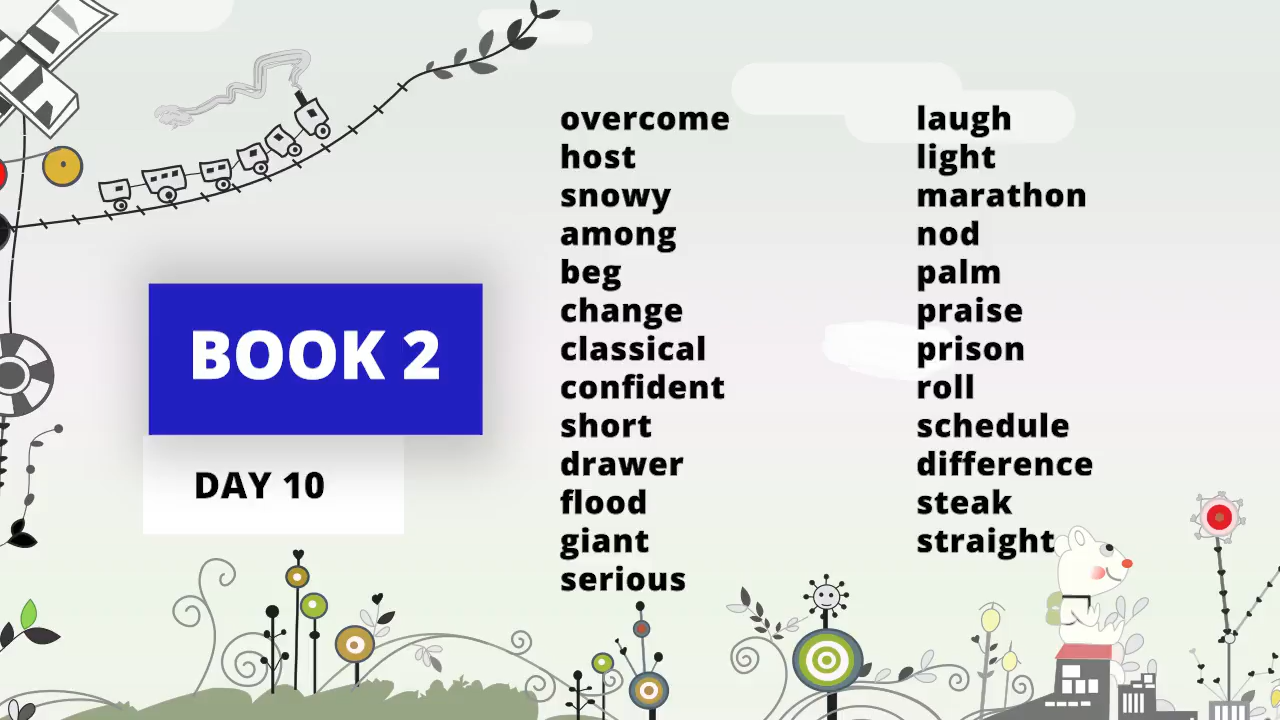 BOOK 2
DAY 10
overcome
host
snowy
among
beg
change
classical
confident
short
drawer
flood
giant
serious
laugh
light
marathon
nod
palm
praise
prison
roll
schedule
difference
steak
straight